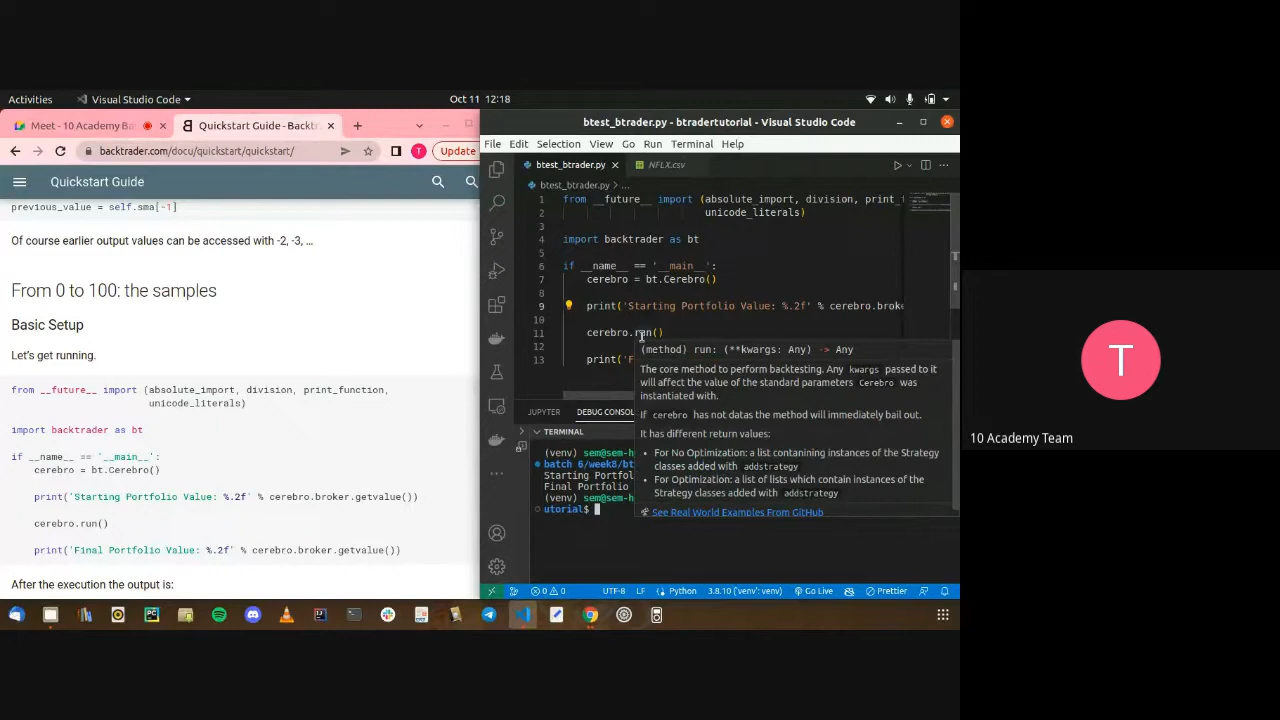 Activities
Visual Studio Code
Oct 11 12:18
Meet - 10 Academy Ba
Quickstart Guide - Backtr
backtrader.com/docu/quickstart/quickstart/
T
Update
Quickstart Guide
previous_value = self.sma[-1]
Of course earlier output values can be accessed with -2, -3, ...
From 0 to 100: the samples
Basic Setup
Let's get running.
from __future__ import (absolute_import, division, print_function,
unicode_literals)
import backtrader as bt
if __name__ == '__main__':
cerebro = bt.Cerebro()
print('Starting Portfolio Value: %.2f' % cerebro.broker.getvalue())
cerebro.run()
print('Final Portfolio Value: %.2f' % cerebro.broker.getvalue())
After the execution the output is:
btest_btrader.py - btradertutorial - Visual Studio Code
File Edit Selection View Go Run Terminal Help
btest_btrader.py
NFLX.csv
btest_btrader.py > ...
1 from __future__ import (absolute_import, division, print_f
2 unicode_literals)
3
4 import backtrader as bt
5
6 if __name__ == '__main__':
7 cerebro = bt.Cerebro()
8
9 print('Starting Portfolio Value: %.2f' % cerebro.brok
10
11 cerebro.run()
12
13 print('F
(method) run: (**kwargs: Any) -> Any
The core method to perform backtesting. Any kwargs passed to it
will affect the value of the standard parameters Cerebro was
instantiated with.
If cerebro has not datas the method will immediately bail out.
It has different return values:
• For No Optimization: a list contanining instances of the Strategy
classes added with addstrategy
• For Optimization: a list of lists which contain instances of the
Strategy classes added with addstrategy
See Real World Examples From GitHub
JUPYTER DEBUG CONSOL
TERMINAL
(venv) sem@sem-h
batch 6/week8/bt
Starting Portfol
Final Portfolio
(venv) sem@sem-h
utorial$
0 0 UTF-8 LF Python 3.8.10 ('venv': venv) Go Live Prettier
T
10 Academy Team